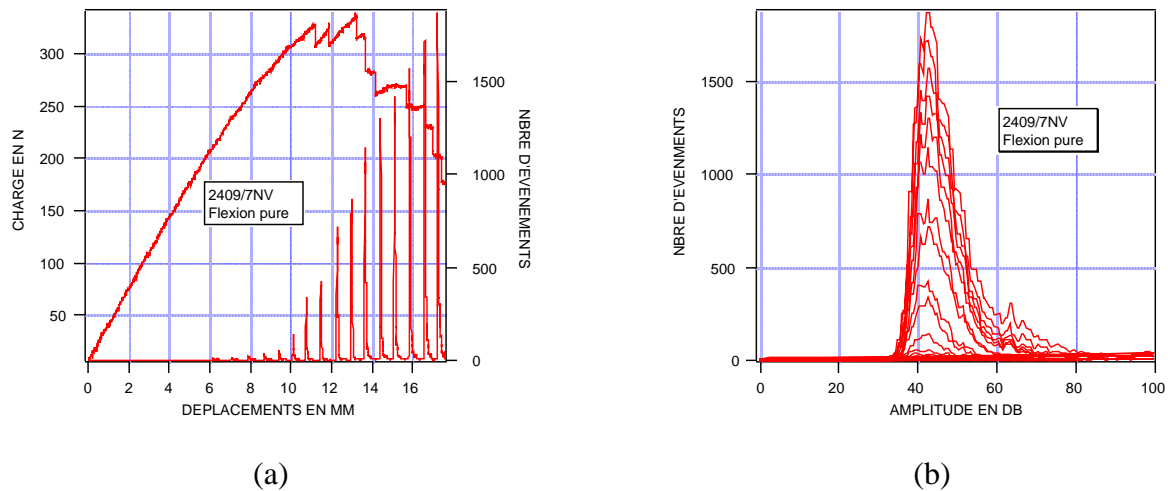 CHARGE EN N
300
250
200
150
100
50
2409/7NV
Flexion pure
1500
1000
500
0
NBRE D'EVENEMENTS
0 2 4 6 8 10 12 14 16
DEPLACEMENTS EN MM
(a)
NBRE D'EVENMENTS
1500
1000
500
0
2409/7NV
Flexion pure
0 20 40 60 80 100
AMPLITUDE EN DB
(b)